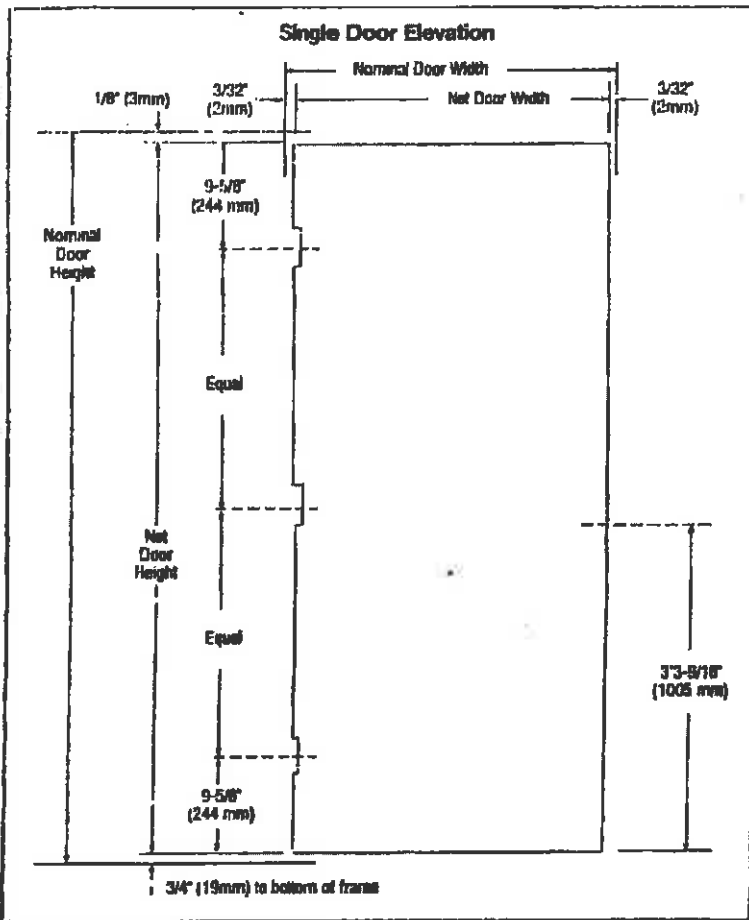 Single Door Elevation
Nominal Door Width
1/8" (3mm)
3/32"
(2mm)
Net Door Width
3/32"
(2mm)
9-5/8"
(244 mm)
Nominal
Door
Height
Equal
Net
Door
Height
Equal
3'3-9/16"
(1005 mm)
9-5/8"
(244 mm)
3/4" (19mm) to bottom of frame